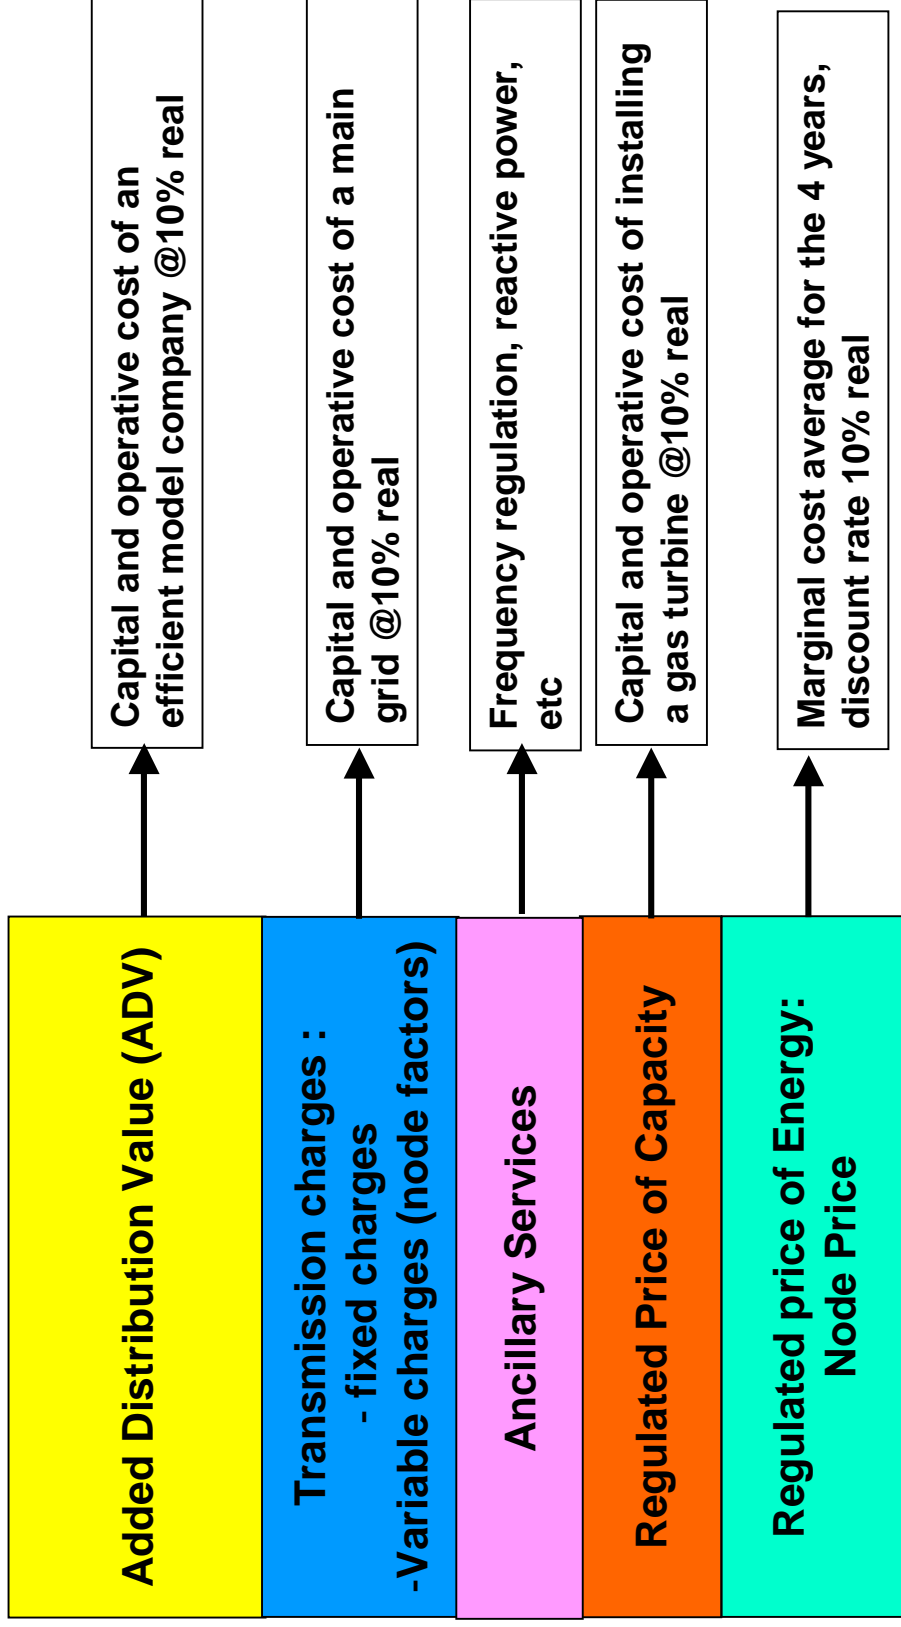 Added Distribution Value (ADV)
Capital and operative cost of an
efficient model company @10% real
Transmission charges :
- fixed charges
-Variable charges (node factors)
Capital and operative cost of a main
grid @10% real
Ancillary Services
Frequency regulation, reactive power,
etc
Regulated Price of Capacity
Capital and operative cost of installing
a gas turbine @10% real
Regulated price of Energy:
Node Price
Marginal cost average for the 4 years,
discount rate 10% real